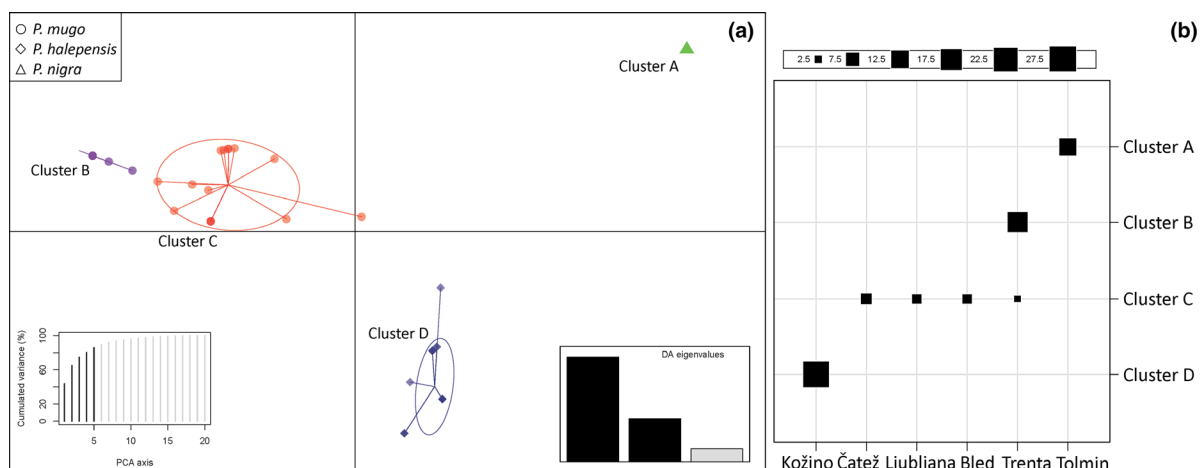 (a)
P. mugo
P. halepensis
P. nigra
Cluster A
Cluster B
Cluster C
Cluster D
Cumulated variance (%)
0 20 60 100
5 10 15 20
PCA axis
DA eigenvalues
(b)
2.5 7.5 12.5 17.5 22.5 27.5
Cluster A
Cluster B
Cluster C
Cluster D
Kožino Čatež Ljubljana Bled Trenta Tolmin